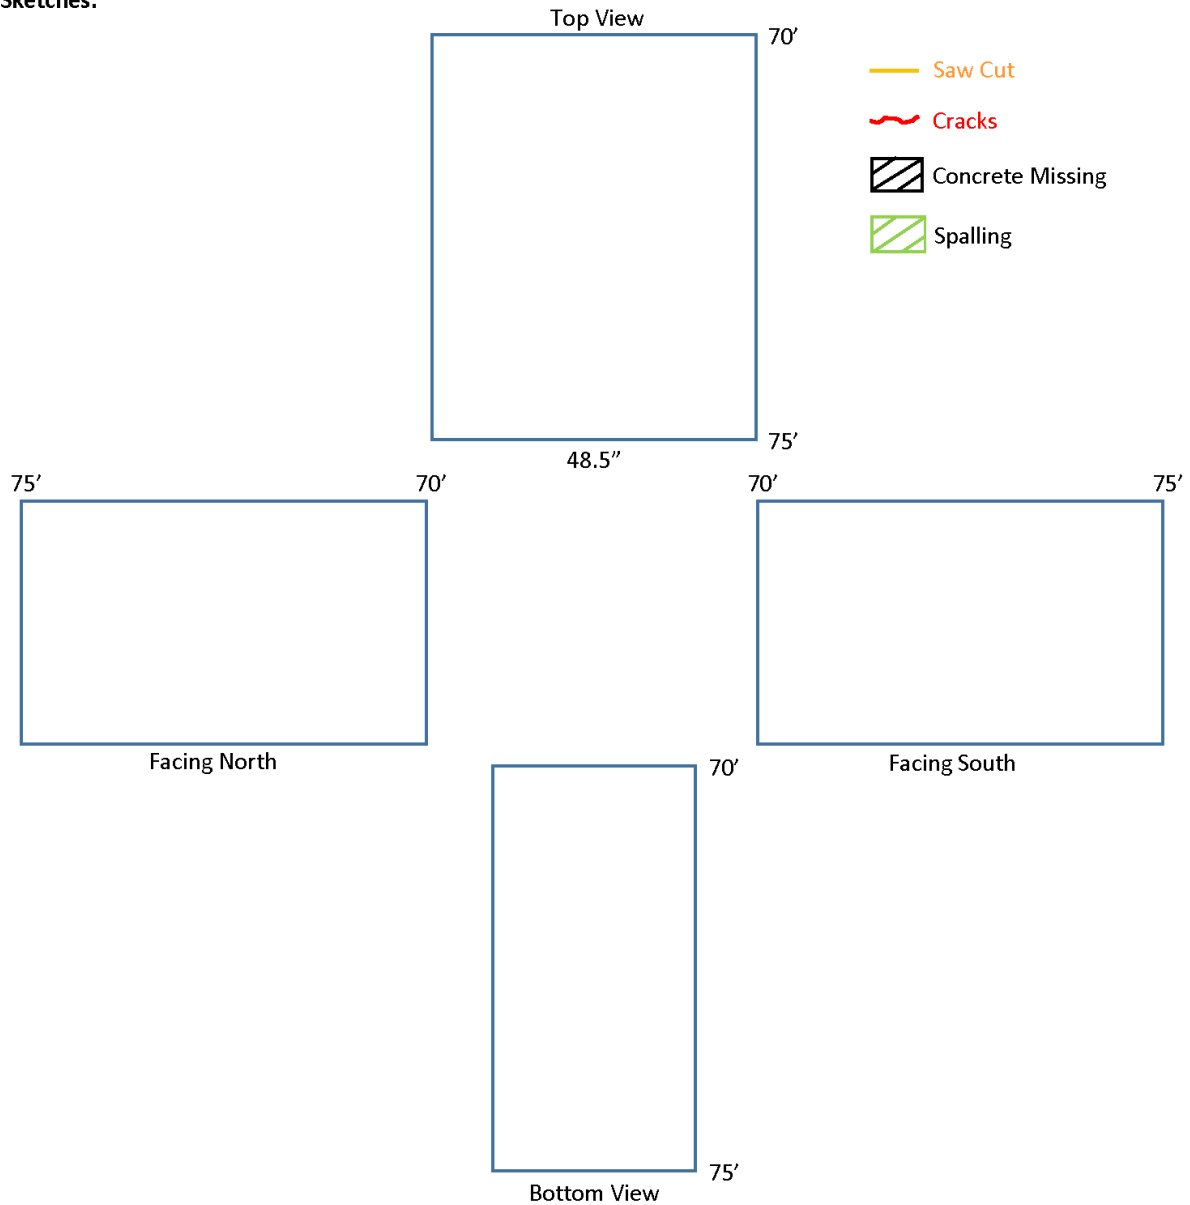 Sketches:
Top View
70’
Saw Cut
Cracks
Concrete Missing
Spalling
75’
48.5”
75’ 70’ 70’ 75’
Facing North Facing South
70’
75’
Bottom View